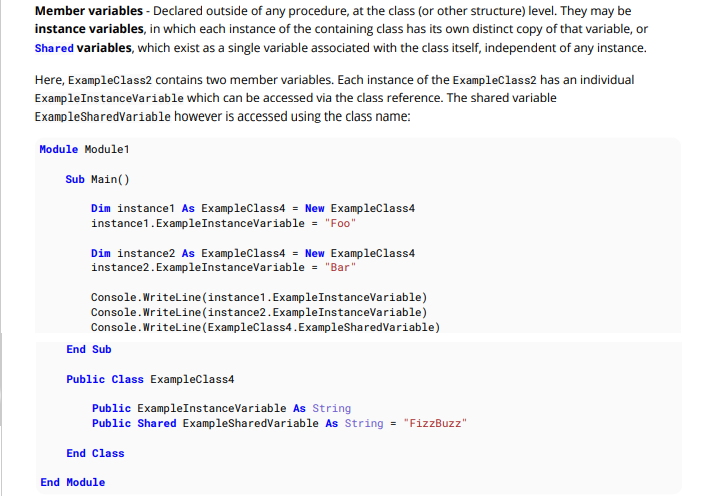 Member variables - Declared outside of any procedure, at the class (or other structure) level. They may be
instance variables, in which each instance of the containing class has its own distinct copy of that variable, or
Shared variables, which exist as a single variable associated with the class itself, independent of any instance.
Here, ExampleClass2 contains two member variables. Each instance of the ExampleClass2 has an individual
ExampleInstanceVariable which can be accessed via the class reference. The shared variable
ExampleSharedVariable however is accessed using the class name:
Module Module1
Sub Main()
Dim instance1 As ExampleClass4 = New ExampleClass4
instance1.ExampleInstanceVariable = "Foo"
Dim instance2 As ExampleClass4 = New ExampleClass4
instance2.ExampleInstanceVariable = "Bar"
Console.WriteLine(instance1.ExampleInstanceVariable)
Console.WriteLine(instance2.ExampleInstanceVariable)
Console.WriteLine(ExampleClass4.ExampleSharedVariable)
End Sub
Public Class ExampleClass4
Public ExampleInstanceVariable As String
Public Shared ExampleSharedVariable As String = "FizzBuzz"
End Class
End Module